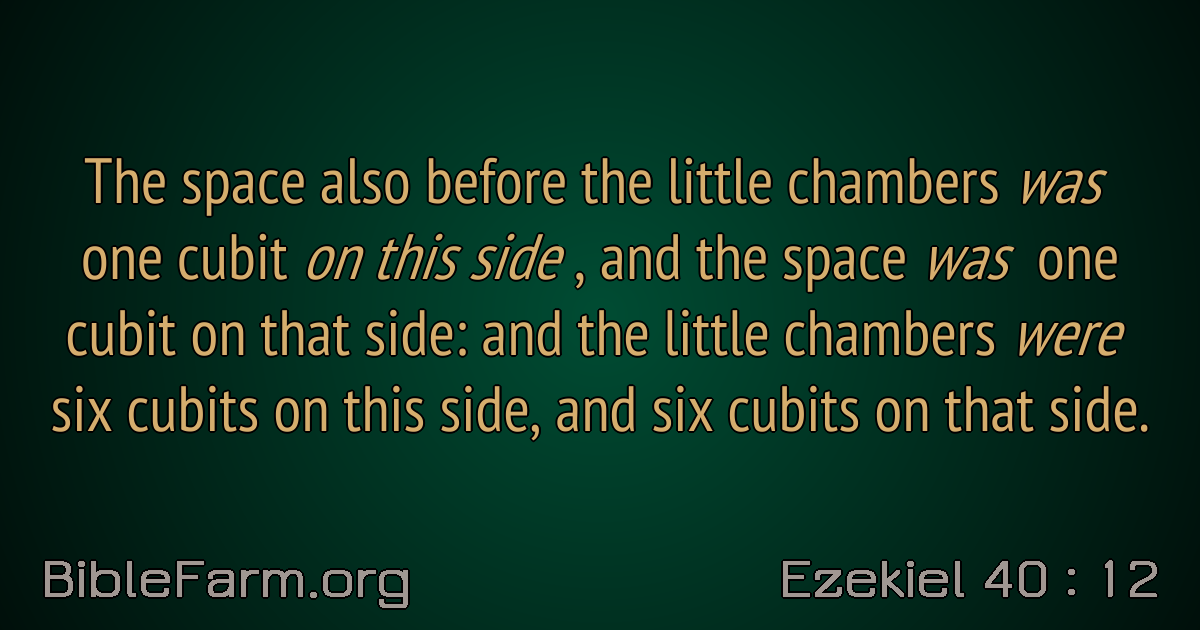 The space also before the little chambers was
one cubit on this side , and the space was one
cubit on that side: and the little chambers were
six cubits on this side, and six cubits on that side.
BibleFarm.org
Ezekiel 40 : 12